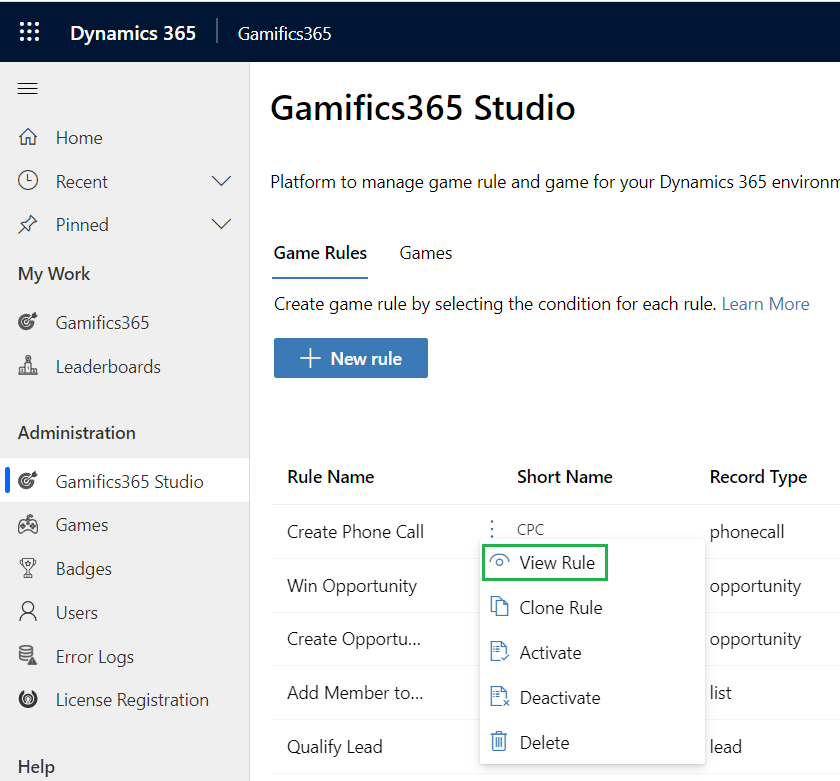 Dynamics 365 Gamifics365
Home
Recent
Pinned
My Work
Gamifics365
Leaderboards
Administration
Gamifics365 Studio
Games
Badges
Users
Error Logs
License Registration
Help
Gamifics365 Studio
Platform to manage game rule and game for your Dynamics 365 environm
Game Rules Games
Create game rule by selecting the condition for each rule. Learn More
New rule
Rule Name Short Name Record Type
Create Phone Call CPC phonecall
Win Opportunity opportunity
Create Opportu... opportunity
Add Member to... list
Qualify Lead lead
View Rule
Clone Rule
Activate
Deactivate
Delete